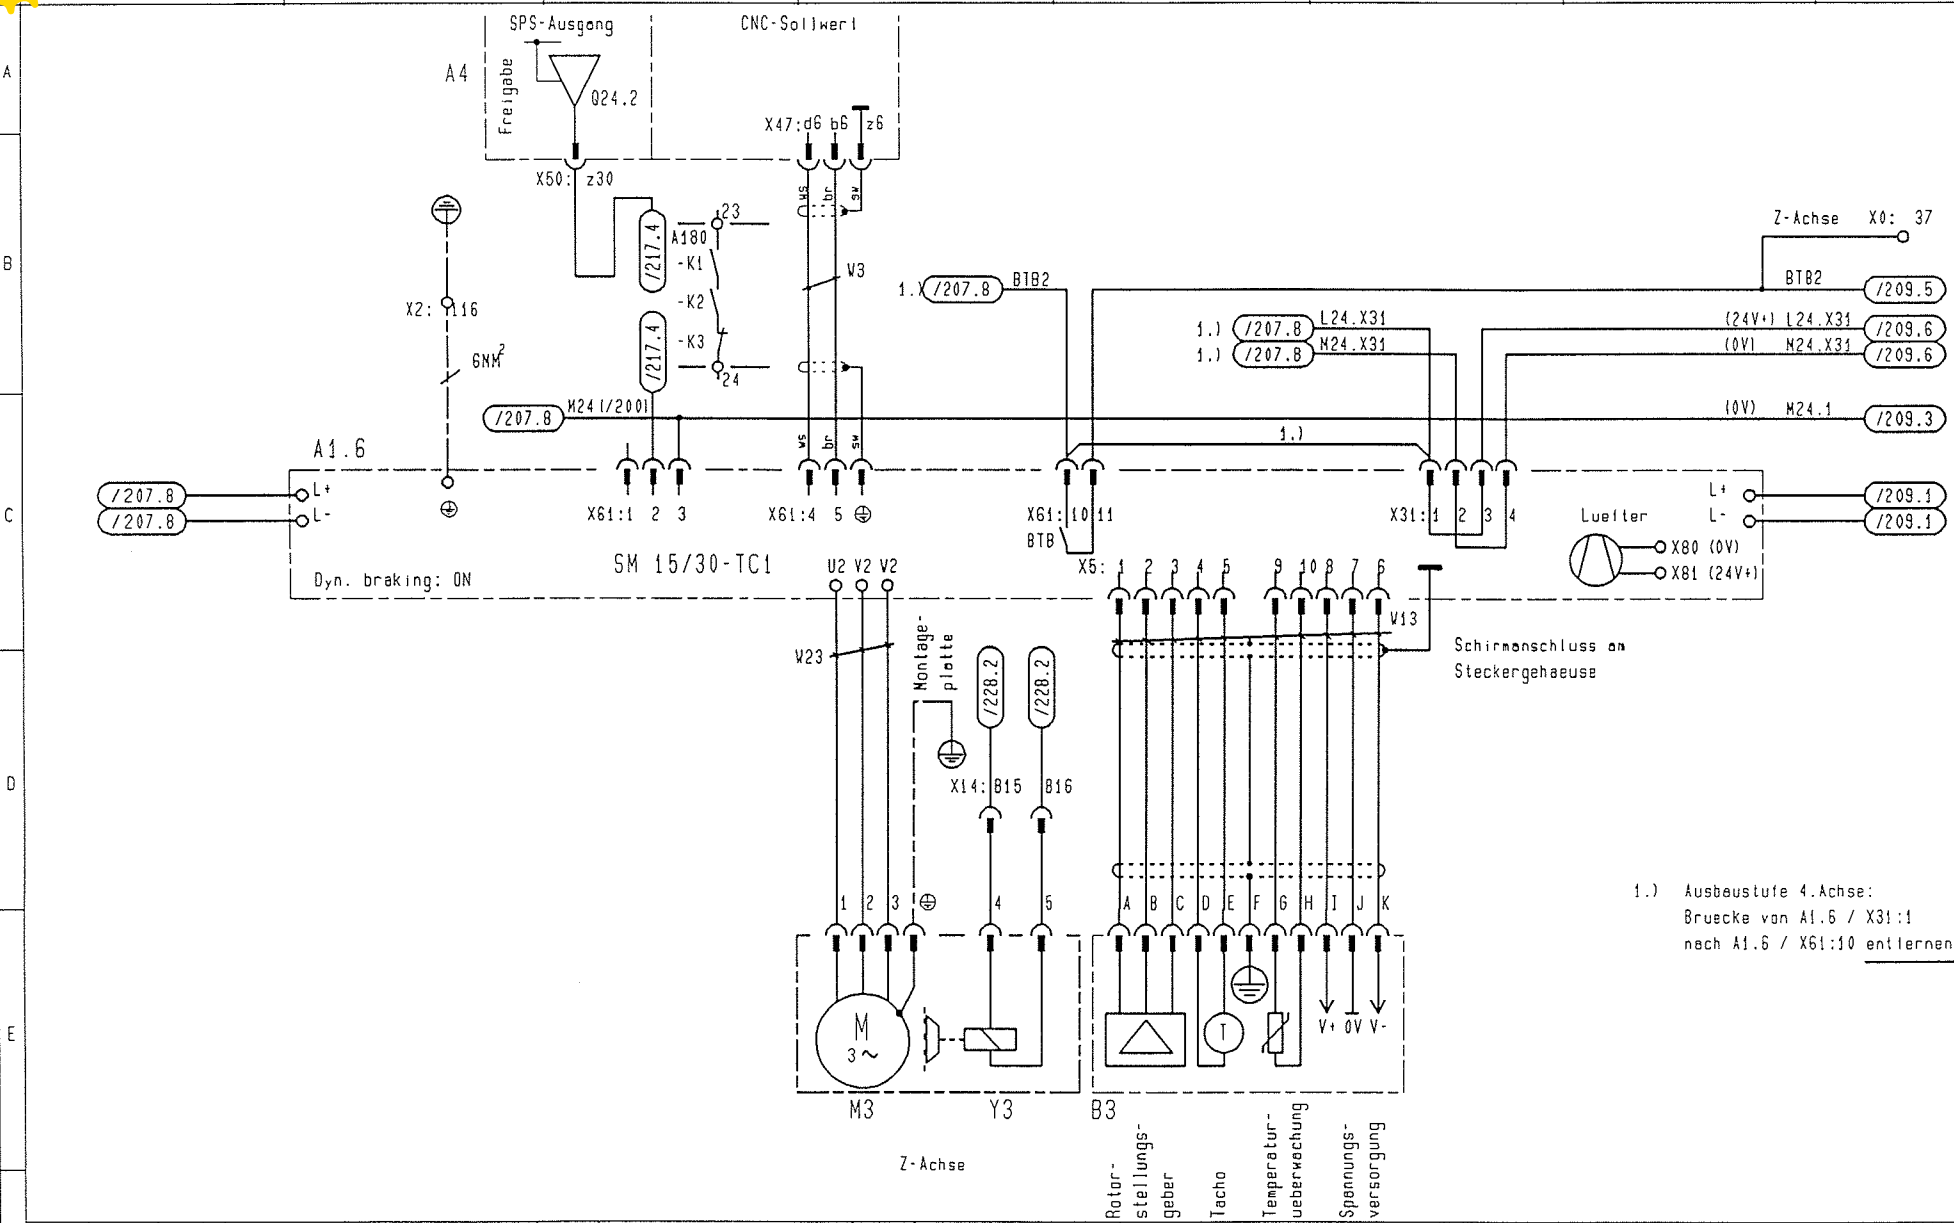 SPS-Ausgang
CNC-Sollwert
A
A4
Freigabe
Q24.2
X47:d6 b6 z6
X50: z30
ws
br
gw
23
/217.4
A180
-K1
-K2
-K3
24
/217.4
B
W3
X2: 116
6MM²
Z-Achse X0: 37
1.) /207.8 BTB2
BTB2 /209.5
1.) /207.8 L24.X31
(24V+) L24.X31 /209.6
1.) /207.8 M24.X31
(0V) M24.X31 /209.6
/207.8 M24(/200)
(0V) M24.1 /209.3
sw
br
ws
1.)
A1.6
C
/207.8 L+
/207.8 L-
X61:1 2 3
X61:4 5
X61:10 11
BTB
X31:1 2 3 4
L+ /209.1
L- /209.1
Luefter
X80 (0V)
X81 (24V+)
SM 15/30-TC1
Dyn. braking: ON
U2 V2 V2
X5: 1 2 3 4 5 9 10 8 7 6
W13
W23
Montage-
platte
/228.2
/228.2
Schirmanschluss am
Steckergehaeuse
D
X14: B15 B16
1 2 3 4 5
A B C D E F G H I J K
1.) Ausbaustufe 4.Achse:
Bruecke von A1.6 / X31:1
nach A1.6 / X61:10 entfernen
E
M
3~
T
V+ 0V V-
M3
Y3
B3
Z-Achse
Rotor-
stellungs-
geber
Tacho
Temperatur-
ueberwachung
Spannungs-
versorgung